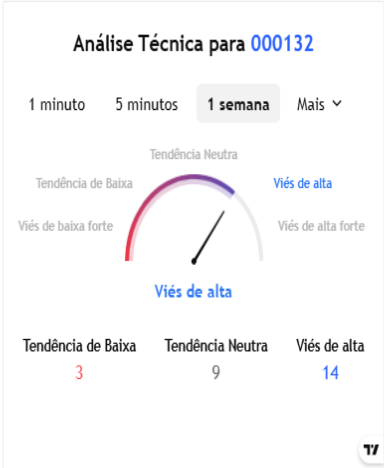 Análise Técnica para 000132
1 minuto 5 minutos 1 semana Mais
Tendência Neutra
Tendência de Baixa Viés de alta
Viés de baixa forte Viés de alta forte
Viés de alta
Tendência de Baixa Tendência Neutra Viés de alta
3 9 14